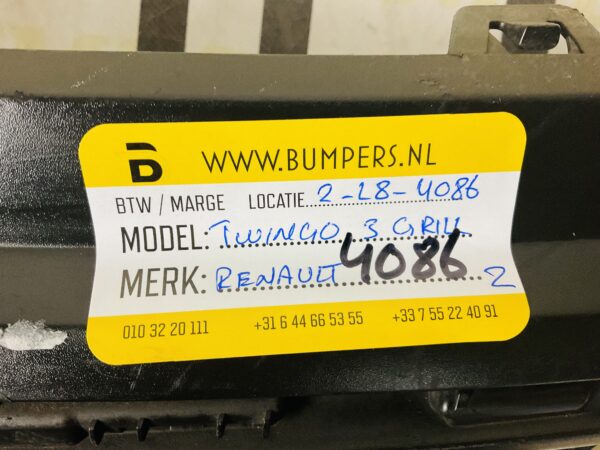 B WWW.BUMPERS.NL
BTW / MARGE LOCATIE 2-L8-4086
MODEL: TWINGO 3 GRILL
MERK: RENAULT 4086 2
010 32 20 111 +31 6 44 66 53 55 +33 7 55 22 40 91